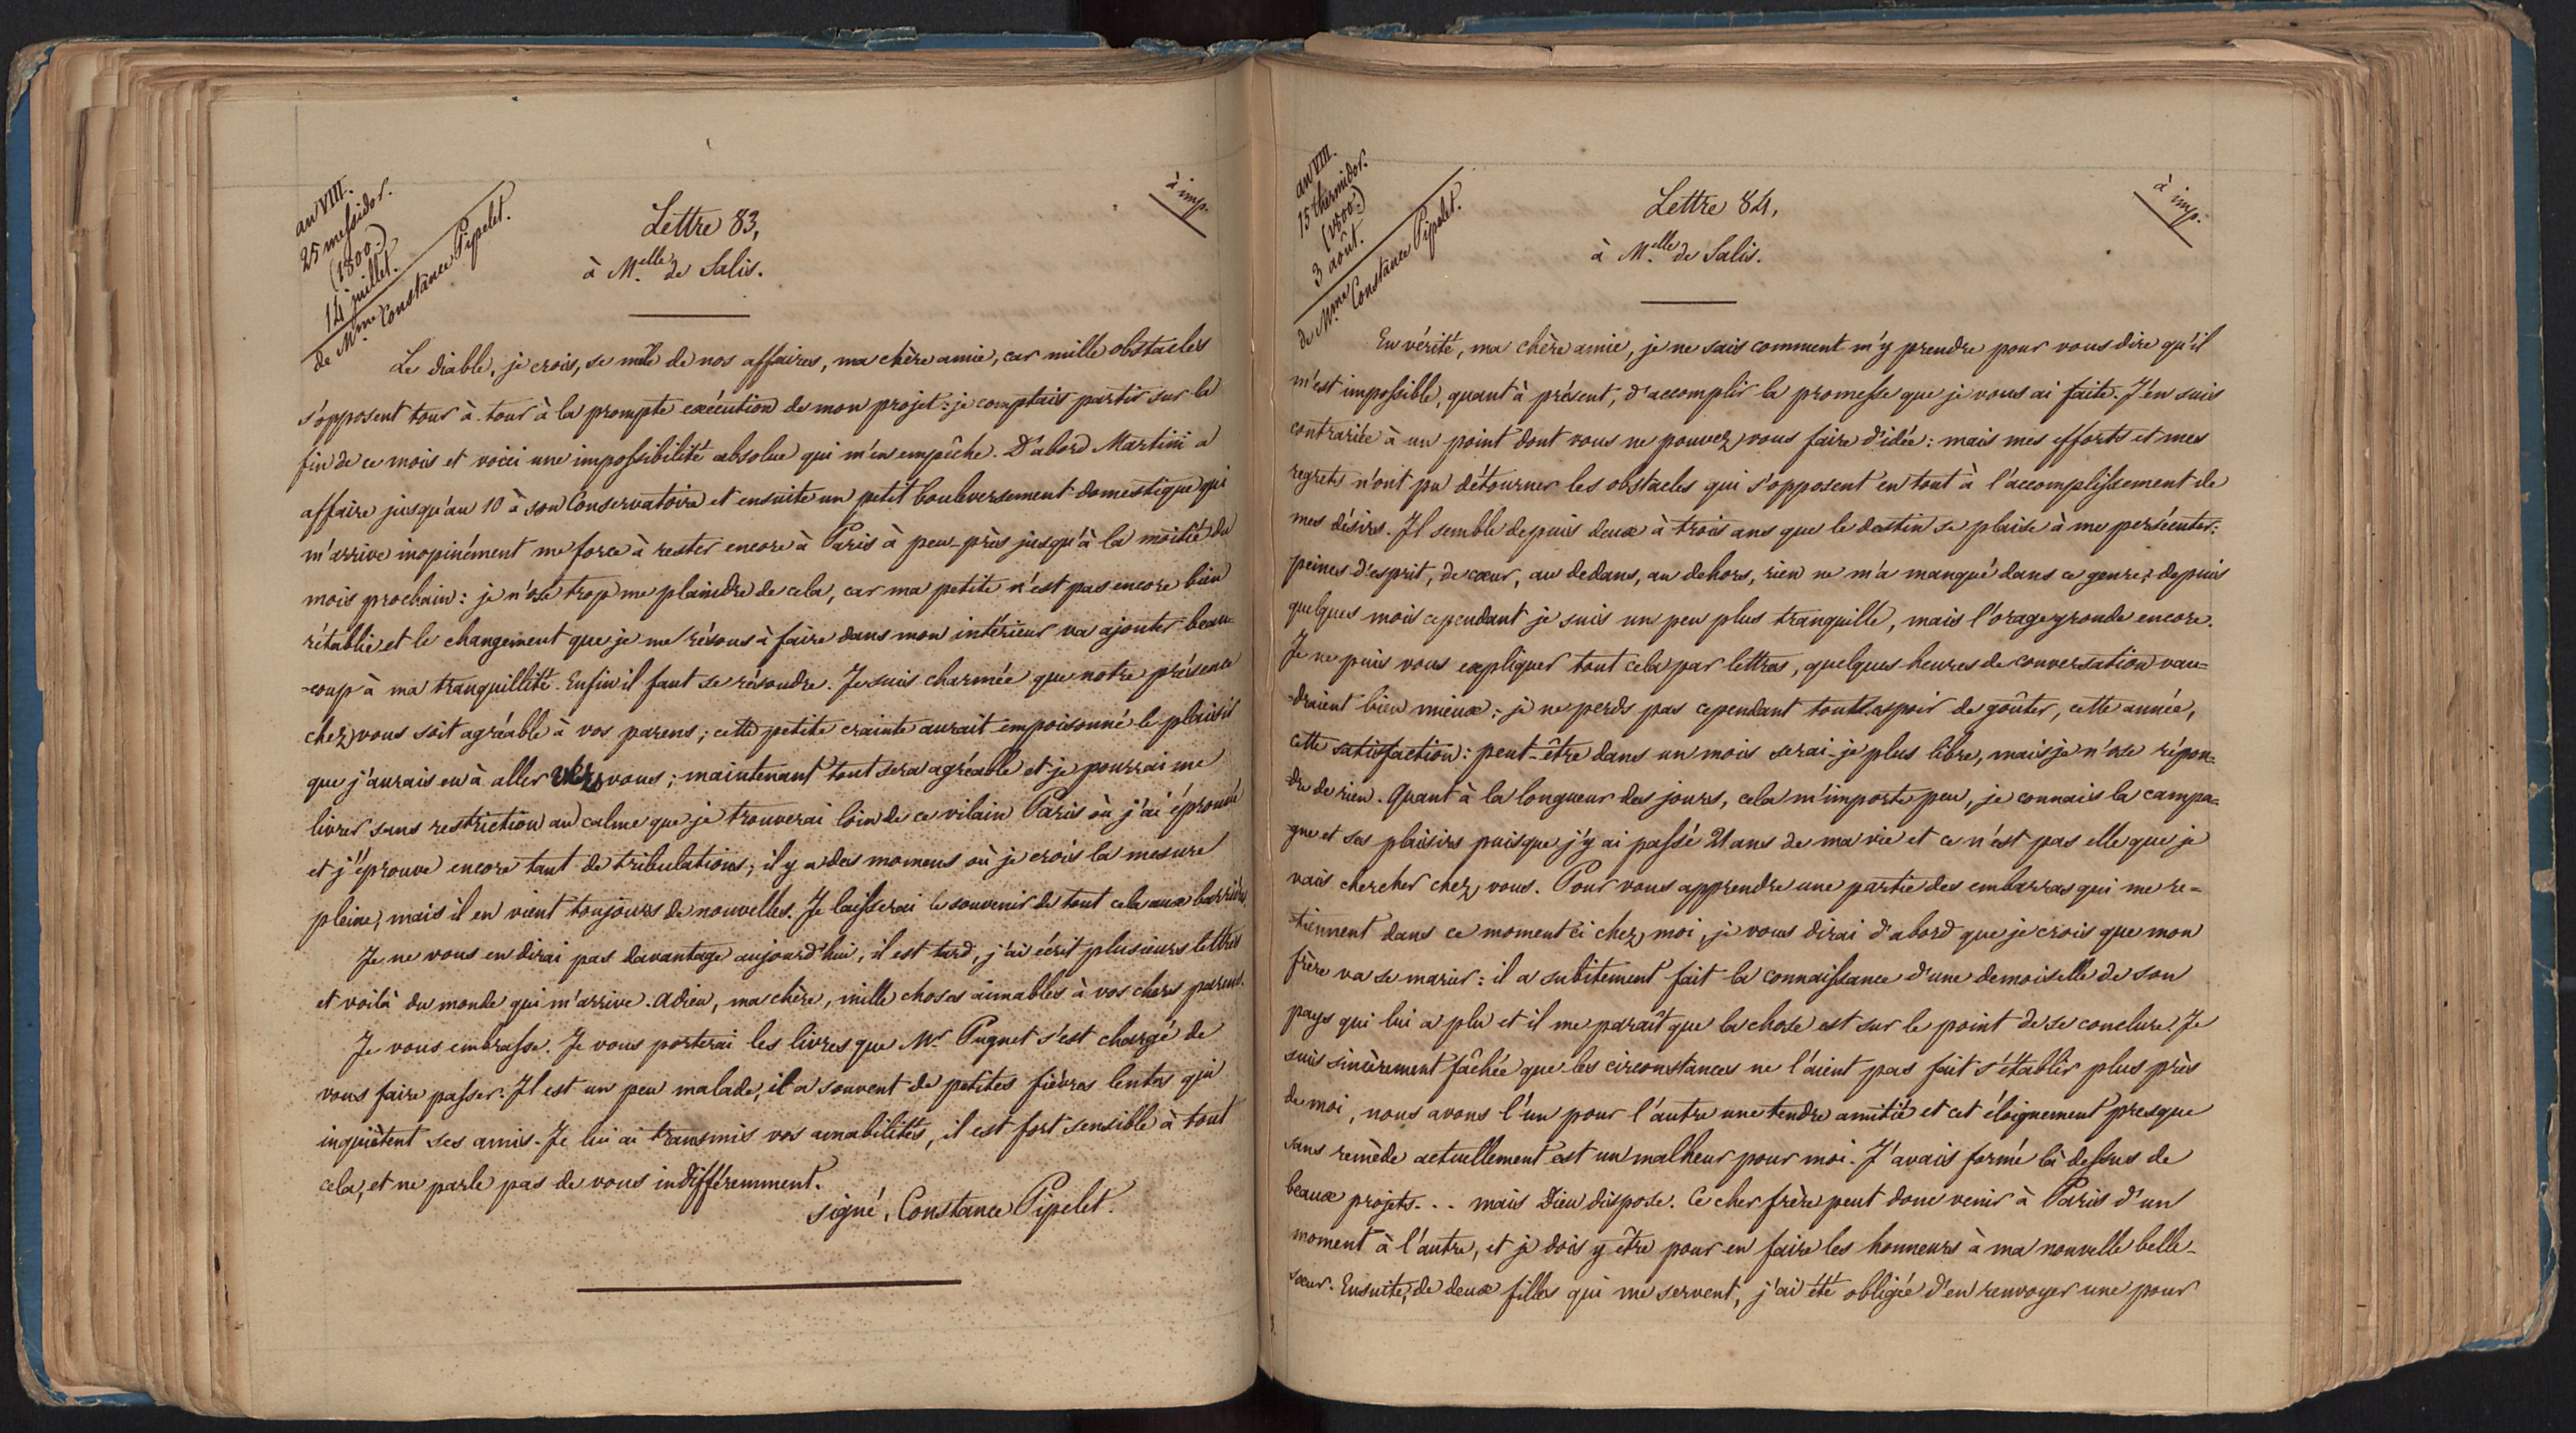 an VIII.
25 messidor.
(1800.)
14 juillet.
de Mme Constance Pipelet.
à imp.
Lettre 83,
à Melle de Salis.
Le diable, je crois, se mêle de nos affaires, ma chère amie, car mille obstacles
s'opposent tour à tour à la prompte exécution de mon projet : je comptais partir sur la
fin de ce mois et voici une impossibilité absolue qui m'en empêche. D'abord Martini a
affaire jusqu'au 10 à son Conservatoire et ensuite un petit bouleversement domestique qui
m'arrive inopinément me force à rester encore à Paris à peu-près jusqu'à la moitié du
mois prochain : je n'ose trop me plaindre de cela, car ma petite n'est pas encore bien
rétablie et le changement que je me résous à faire dans mon intérieur va ajouter beau=
=coup à ma tranquillité. Enfin il faut se résoudre. Je suis charmée que notre présence
chez vous soit agréable à vos parens ; cette petite crainte aurait empoisonné le plaisir
que j'aurais eu à aller vers vous ; maintenant tout sera agréable et je pourrai me
livrer sans restriction au calme que je trouverai loin de ce vilain Paris où j'ai éprouvé
et j'éprouve encore tant de tribulations ; il y a des momens où je crois la mesure
pleine, mais il en vient toujours de nouvelles. Je laisserai le souvenir de tout cela aux barrières.
Je ne vous en dirai pas davantage aujourd'hui, il est tard, j'ai écrit plusieurs lettres
et voilà du monde qui m'arrive. Adieu, ma chère, mille choses aimables à vos chers parens.
Je vous embrasse. Je vous porterai les livres que Mr. Pugnet s'est chargé de
vous faire passer. Il est un peu malade, il a souvent de petites fièvres lentes qui
inquiètent ses amis. Je lui ai transmis vos amabilités, il est fort sensible à tout
cela, et ne parle pas de vous indifféremment.
signé, Constance Pipelet.
an VIII.
15 thermidor.
(1800.)
3 août.
de Mme Constance Pipelet.
à imp.
Lettre 84,
à Melle de Salis.
En vérité, ma chère amie, je ne sais comment m'y prendre pour vous dire qu'il
m'est impossible, quant à présent, d'accomplir la promesse que je vous ai faite. J'en suis
contrariée à un point dont vous ne pouvez vous faire d'idée : mais mes efforts et mes
regrets n'ont pu détourner les obstacles qui s'opposent en tout à l'accomplissement de
mes désirs. Il semble depuis deux à trois ans que le destin se plaise à me persécuter :
peines d'esprit, de cœur, au dedans, au dehors, rien ne m'a manqué dans ce genre ; depuis
quelques mois cependant je suis un peu plus tranquille, mais l'orage gronde encore.
Je ne puis vous expliquer tout cela par lettres, quelques heures de conversation vau=
=draient bien mieux : je ne perds pas cependant tout espoir de goûter, cette année,
cette satisfaction : peut-être dans un mois serai-je plus libre, mais je n'ose répon=
=dre de rien. Quant à la longueur des jours, cela m'importe peu, je connais la campa=
gne et ses plaisirs puisque j'y ai passé 21 ans de ma vie et ce n'est pas elle que je
vais chercher chez vous. Pour vous apprendre une partie des embarras qui me re=
=tiennent dans ce moment-ci chez moi, je vous dirai d'abord que je crois que mon
frère va se marier : il a subitement fait la connaissance d'une demoiselle de son
pays qui lui a plu et il me paraît que la chose est sur le point de se conclure. Je
suis sincèrement fâchée que les circonstances ne l'aient pas fait s'établir plus près
de moi, nous avons l'un pour l'autre une tendre amitié et cet éloignement presque
sans remède actuellement est un malheur pour moi. J'avais formé là dessus de
beaux projets... mais Dieu dispose. Ce cher frère peut donc venir à Paris d'un
moment à l'autre, et je dois y être pour en faire les honneurs à ma nouvelle belle-
sœur. Ensuite, de deux filles qui me servent, j'ai été obligée d'en renvoyer une pour